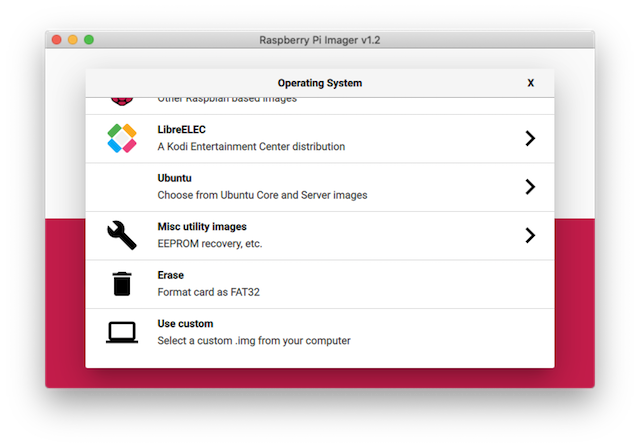 Raspberry Pi Imager v1.2
Operating System
X
Other Raspbian based images
LibreELEC
A Kodi Entertainment Center distribution
Ubuntu
Choose from Ubuntu Core and Server images
Misc utility images
EEPROM recovery, etc.
Erase
Format card as FAT32
Use custom
Select a custom .img from your computer